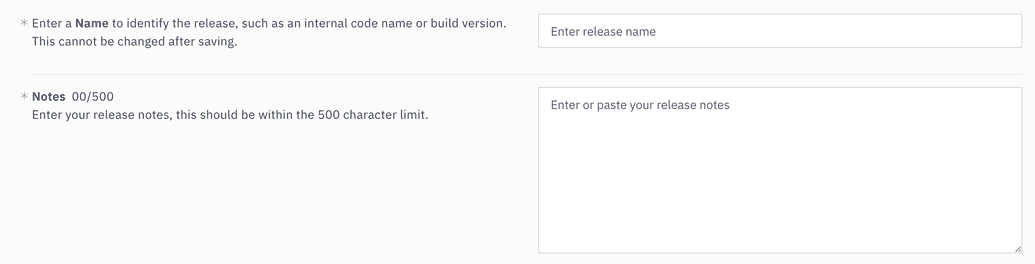 * Enter a Name to identify the release, such as an internal code name or build version.
This cannot be changed after saving.
Enter release name
* Notes 00/500
Enter your release notes, this should be within the 500 character limit.
Enter or paste your release notes